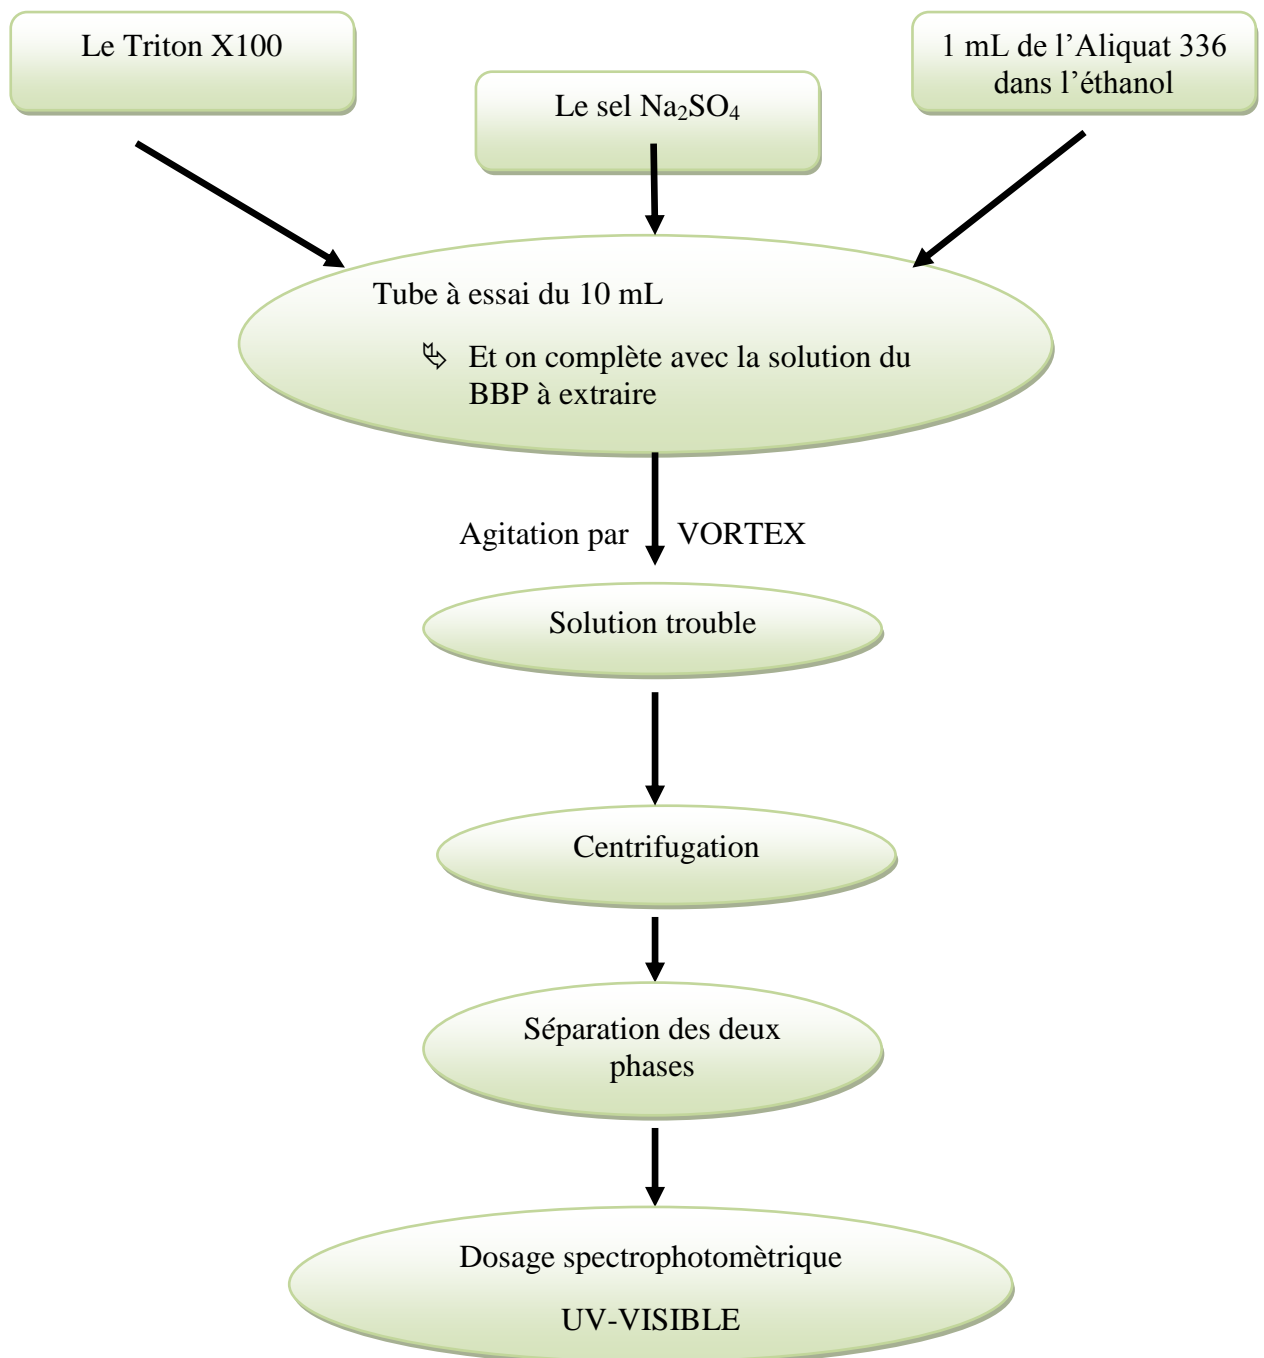 Le Triton X100
Le sel Na₂SO₄
1 mL de l’Aliquat 336
dans l’éthanol
Tube à essai du 10 mL
Et on complète avec la solution du
BBP à extraire
Agitation par VORTEX
Solution trouble
Centrifugation
Séparation des deux
phases
Dosage spectrophotomètrique
UV-VISIBLE